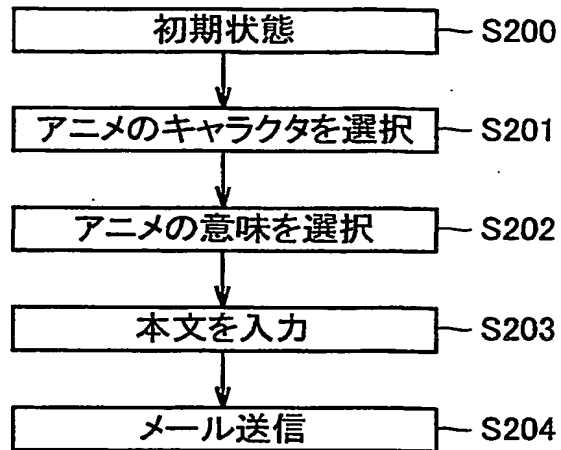 初期状態 S200
アニメのキャラクタを選択 S201
アニメの意味を選択 S202
本文を入力 S203
メール送信 S204